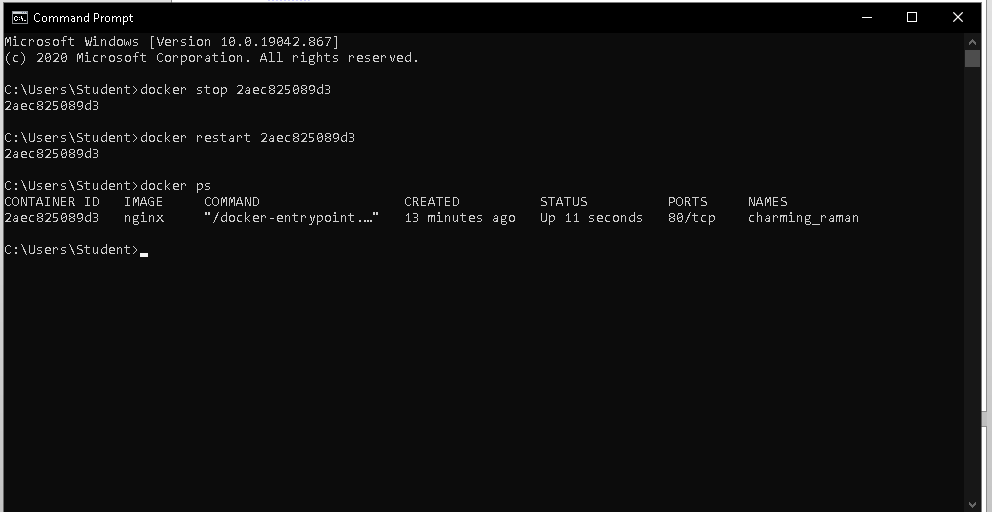 Command Prompt
Microsoft Windows [Version 10.0.19042.867]
(c) 2020 Microsoft Corporation. All rights reserved.
C:\Users\Student>docker stop 2aec825089d3
2aec825089d3
C:\Users\Student>docker restart 2aec825089d3
2aec825089d3
C:\Users\Student>docker ps
CONTAINER ID   IMAGE     COMMAND                  CREATED          STATUS          PORTS     NAMES
2aec825089d3   nginx     "/docker-entrypoint.…"   13 minutes ago   Up 11 seconds   80/tcp    charming_raman
C:\Users\Student>